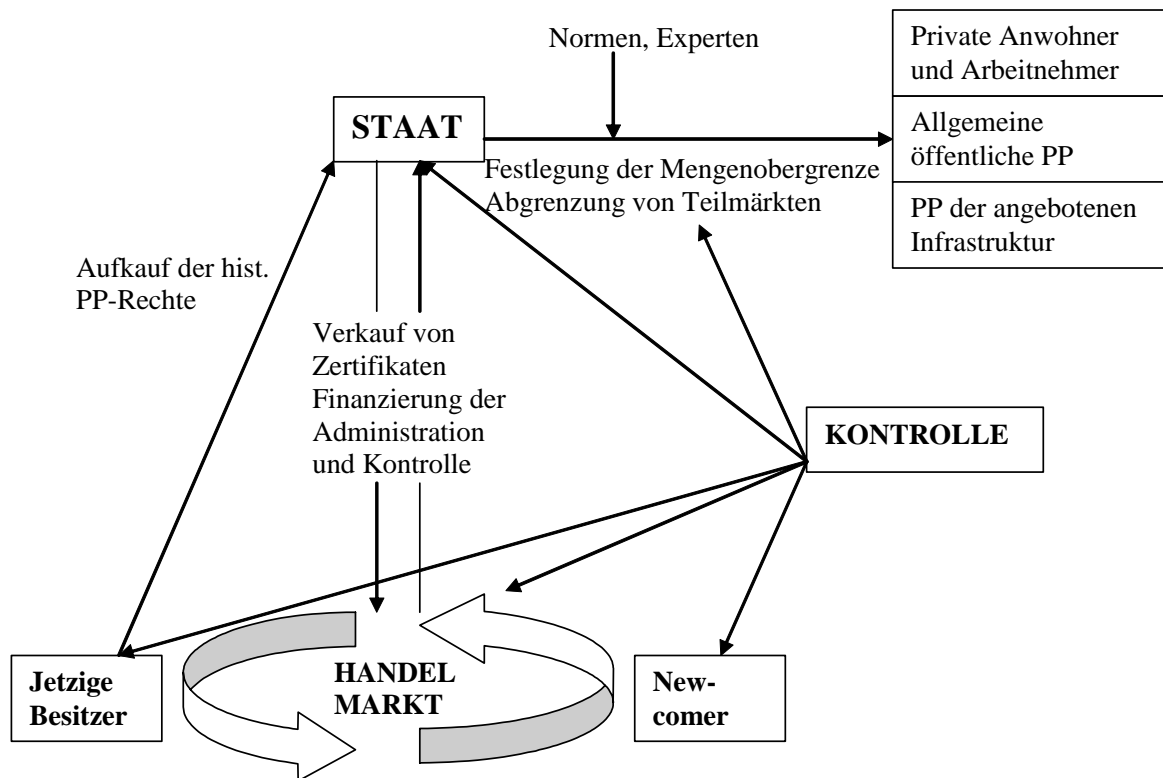 Normen, Experten
Private Anwohner
und Arbeitnehmer
STAAT
Allgemeine
öffentliche PP
Festlegung der Mengenobergrenze
Abgrenzung von Teilmärkten
PP der angebotenen
Infrastruktur
Aufkauf der hist.
PP-Rechte
Verkauf von
Zertifikaten
Finanzierung der
Administration
und Kontrolle
KONTROLLE
Jetzige
Besitzer
HANDEL
MARKT
New-
comer